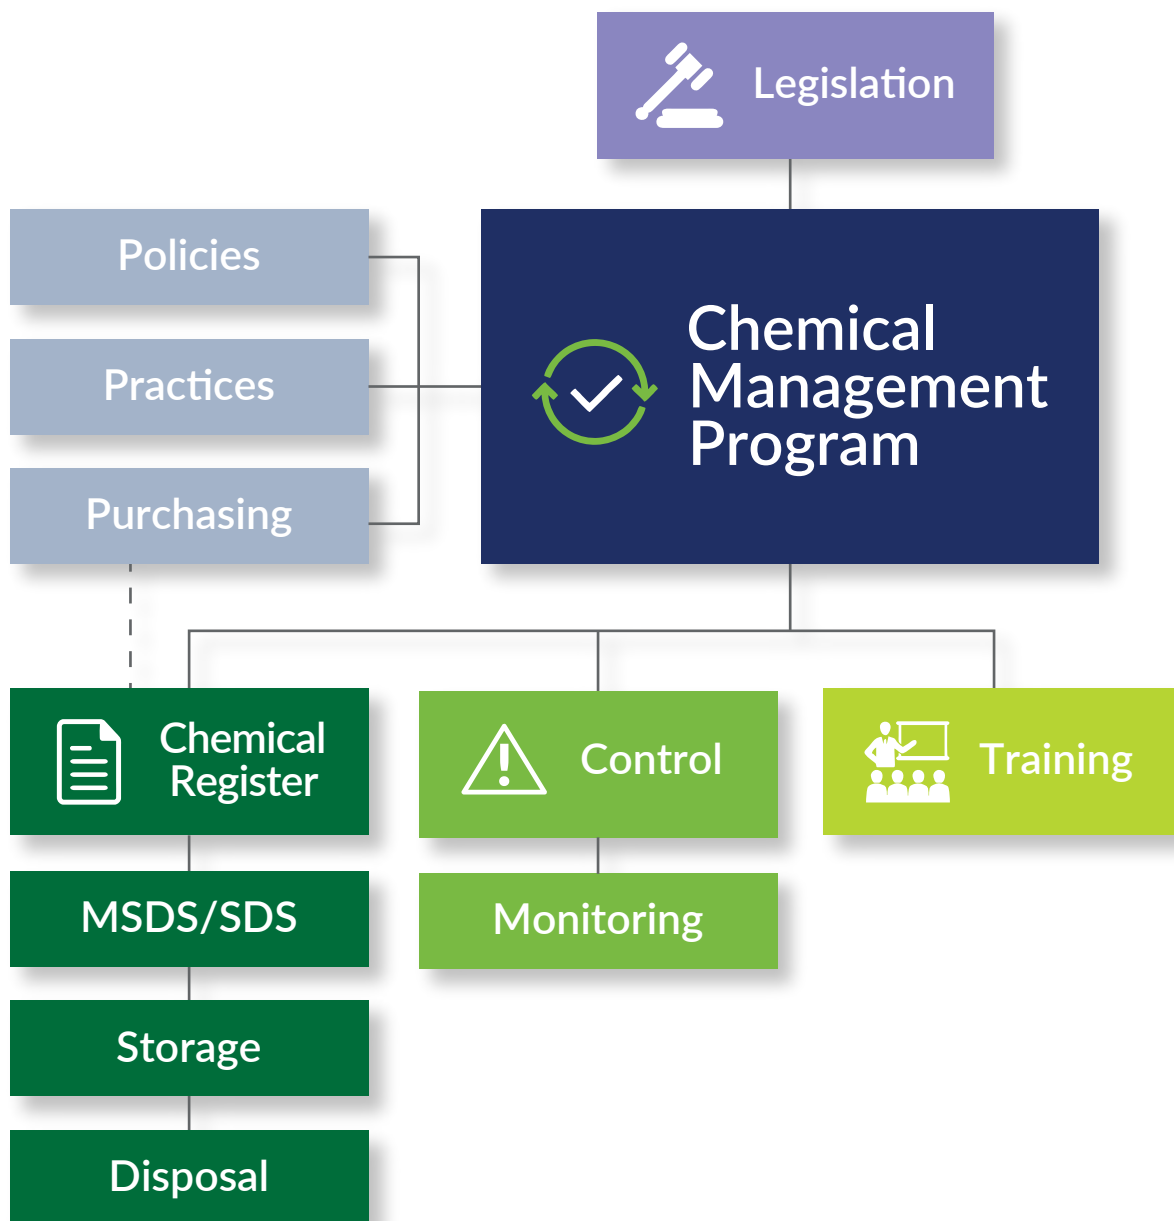 Legislation
Policies
Practices
Purchasing
Chemical
Management
Program
Chemical
Register
Control
Training
MSDS/SDS
Monitoring
Storage
Disposal